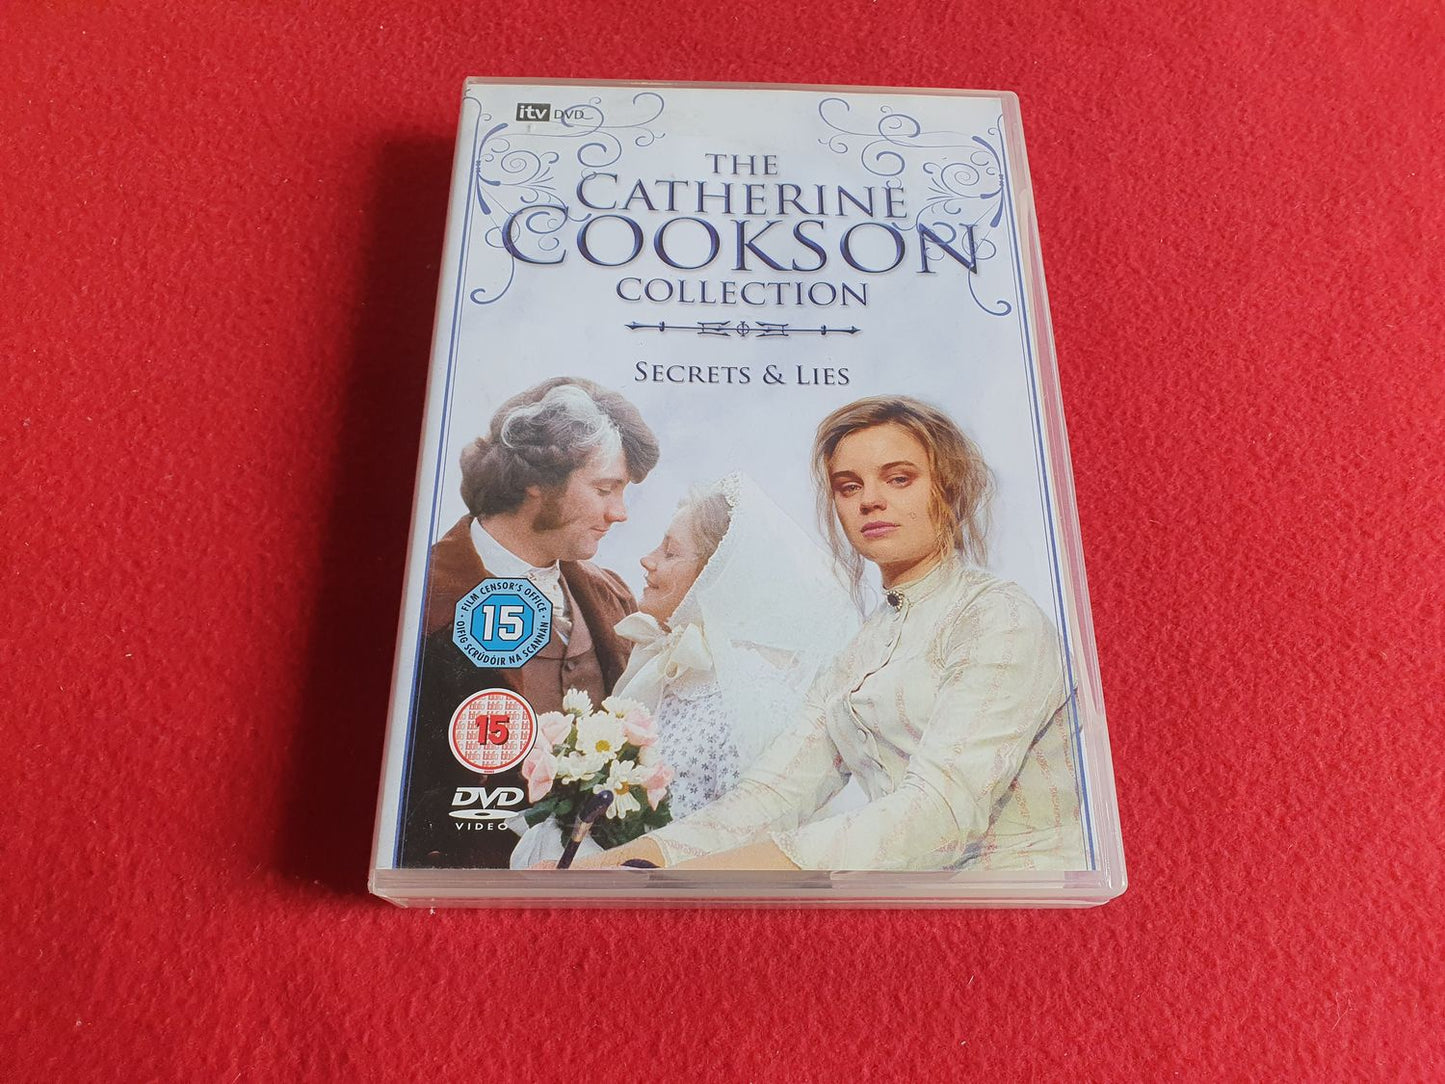 itv DVD
THE
CATHERINE
COOKSON
COLLECTION
SECRETS & LIES
· FILM CENSOR'S OFFICE ·
15
OIFIG SCRÚDÓIR NA SCANNÁN
15
DVD
VIDEO